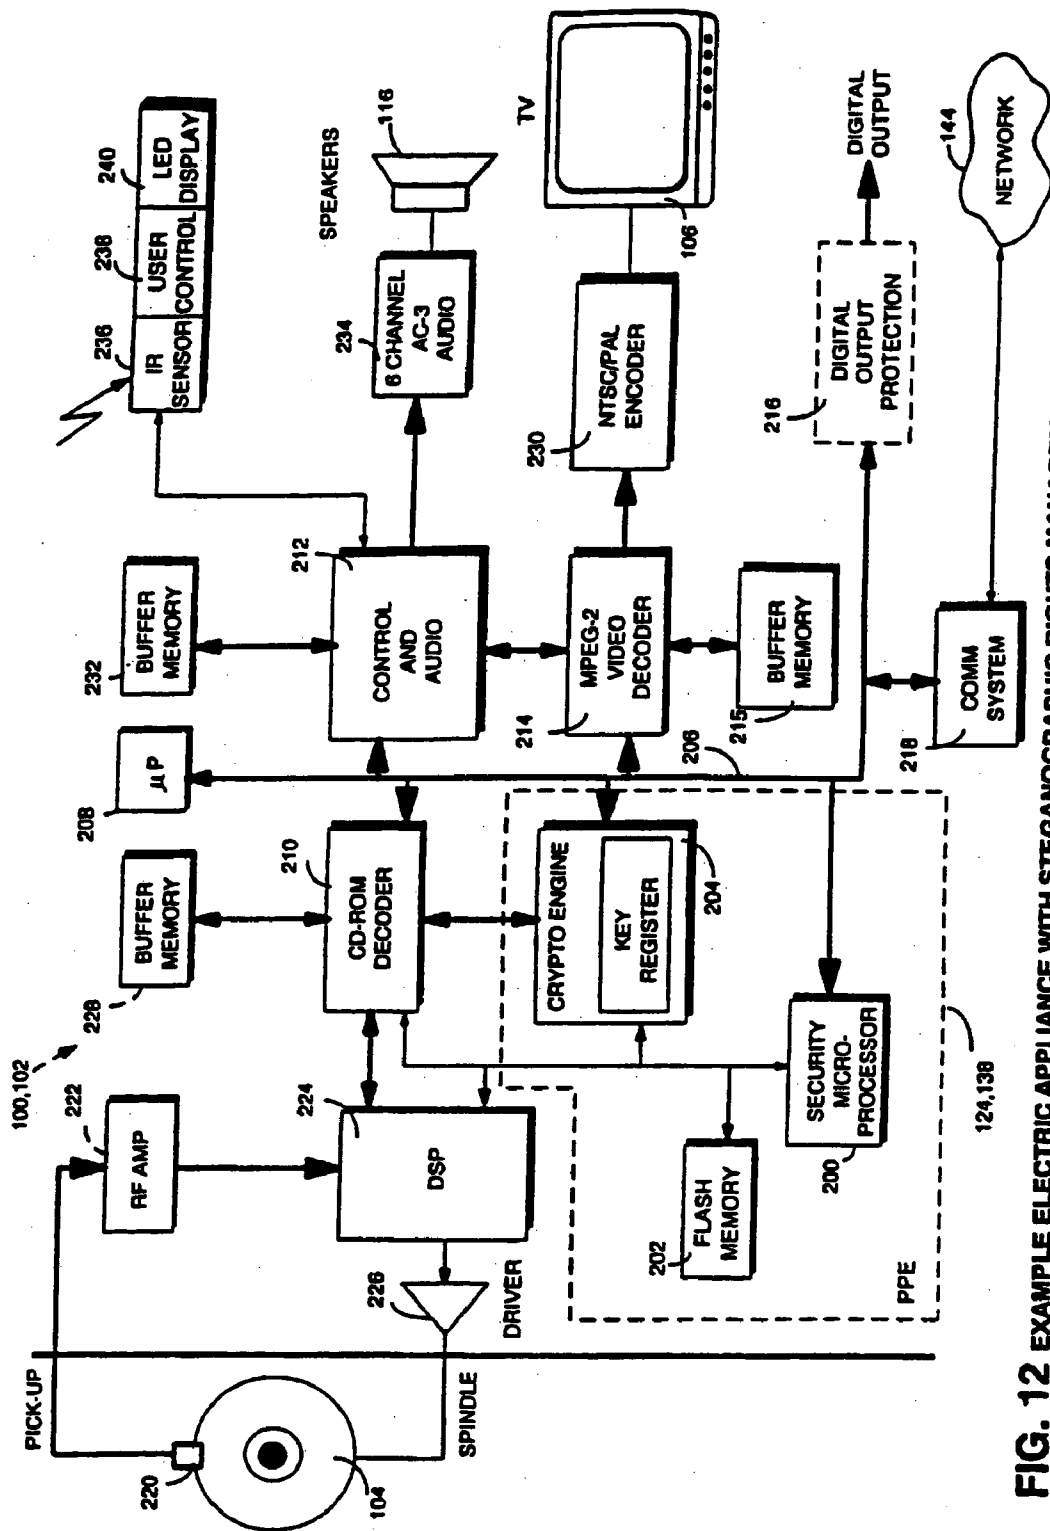 100,102
PICK-UP
220
104
SPINDLE
222
RF AMP
224
DSP
226
DRIVER
228
BUFFER
MEMORY
210
CD-ROM
DECODER
208
µP
232
BUFFER
MEMORY
212
CONTROL
AND
AUDIO
236
IR
SENSOR
238
USER
CONTROL
240
LED
DISPLAY
234
6 CHANNEL
AC-3
AUDIO
SPEAKERS
116
214
MPEG-2
VIDEO
DECODER
230
NTSC/PAL
ENCODER
TV
106
215
BUFFER
MEMORY
206
CRYPTO ENGINE
KEY
REGISTER
204
202
FLASH
MEMORY
SECURITY
MICRO-
PROCESSOR
200
PPE
124,138
216
DIGITAL
OUTPUT
PROTECTION
DIGITAL
OUTPUT
218
COMM
SYSTEM
144
NETWORK
FIG. 12 EXAMPLE ELECTRIC APPLIANCE WITH STEGANOGRAPHIC RIGHTS